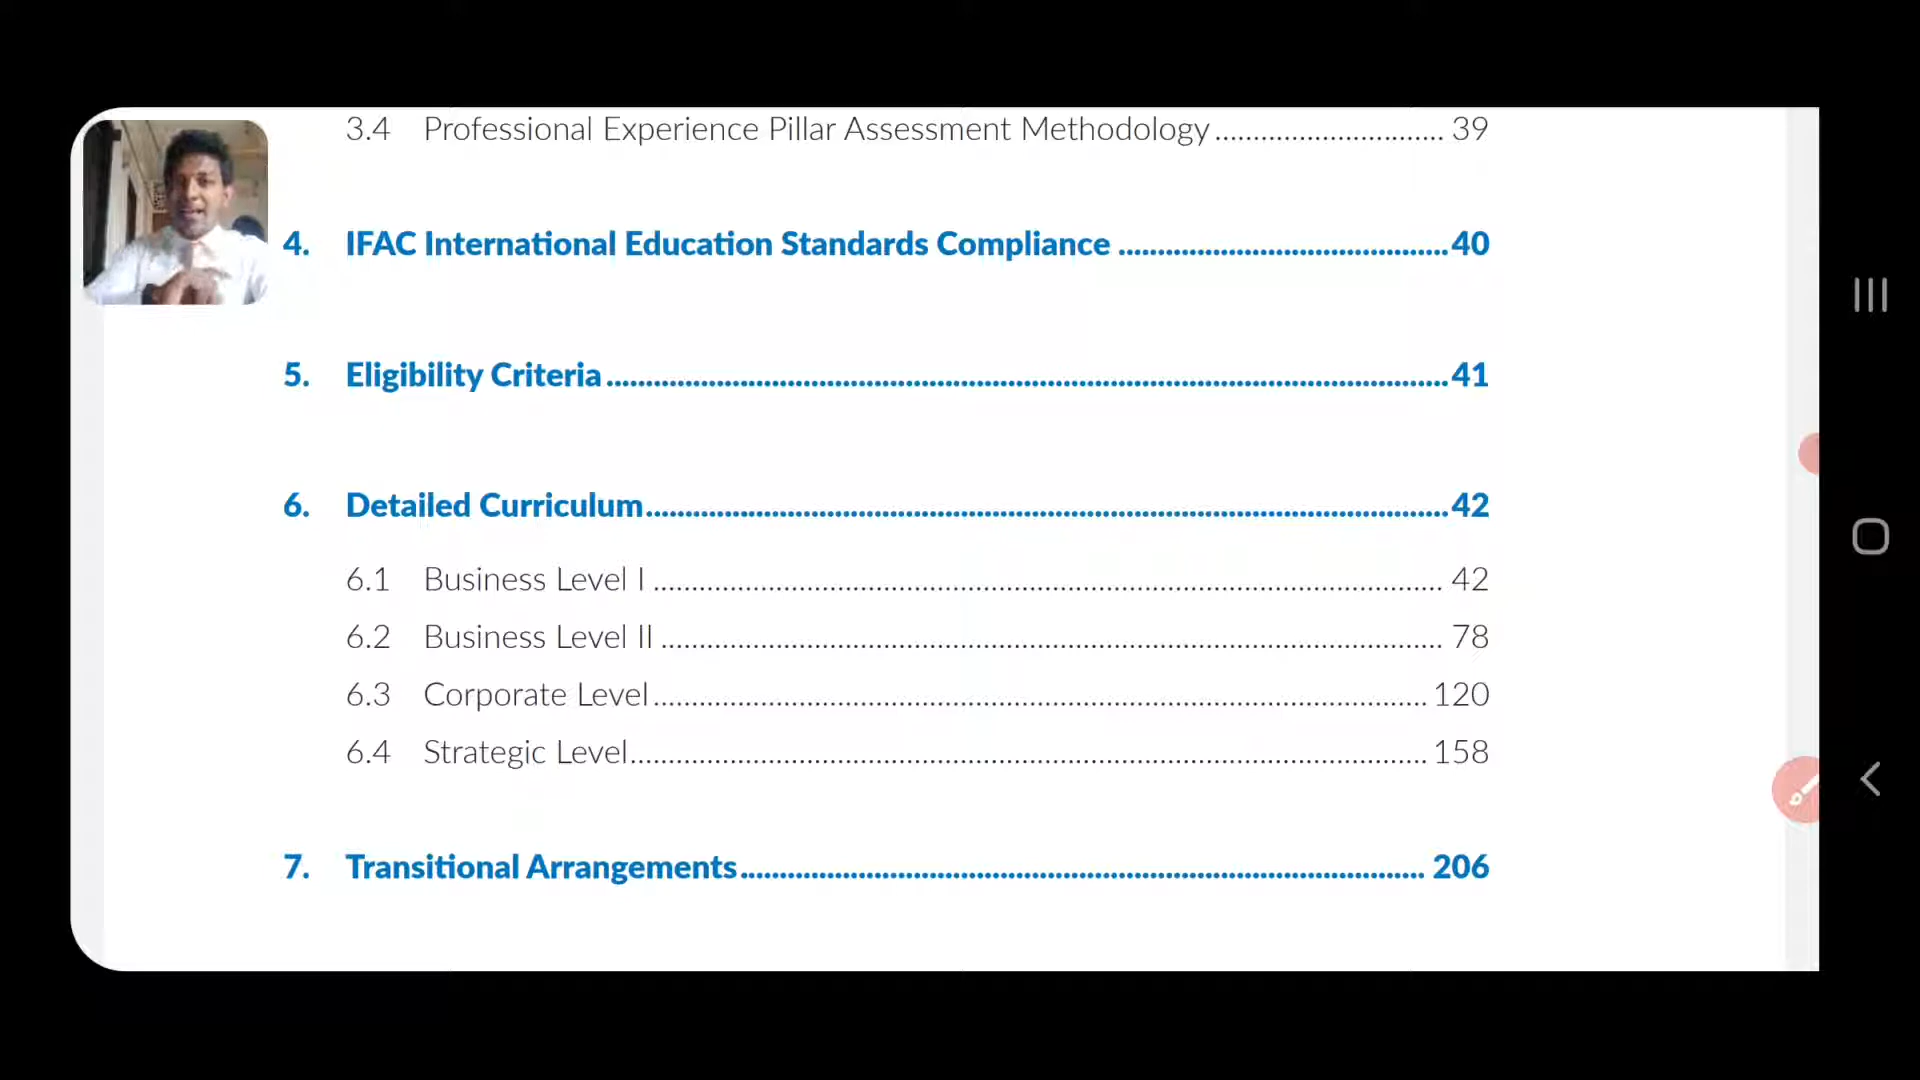 3.4 Professional Experience Pillar Assessment Methodology .............................. 39
4. IFAC International Education Standards Compliance ..........................................40
5. Eligibility Criteria ............................................................................................................41
6. Detailed Curriculum.......................................................................................................42
6.1 Business Level I ....................................................................................................... 42
6.2 Business Level II ...................................................................................................... 78
6.3 Corporate Level..................................................................................................... 120
6.4 Strategic Level........................................................................................................ 158
7. Transitional Arrangements....................................................................................... 206